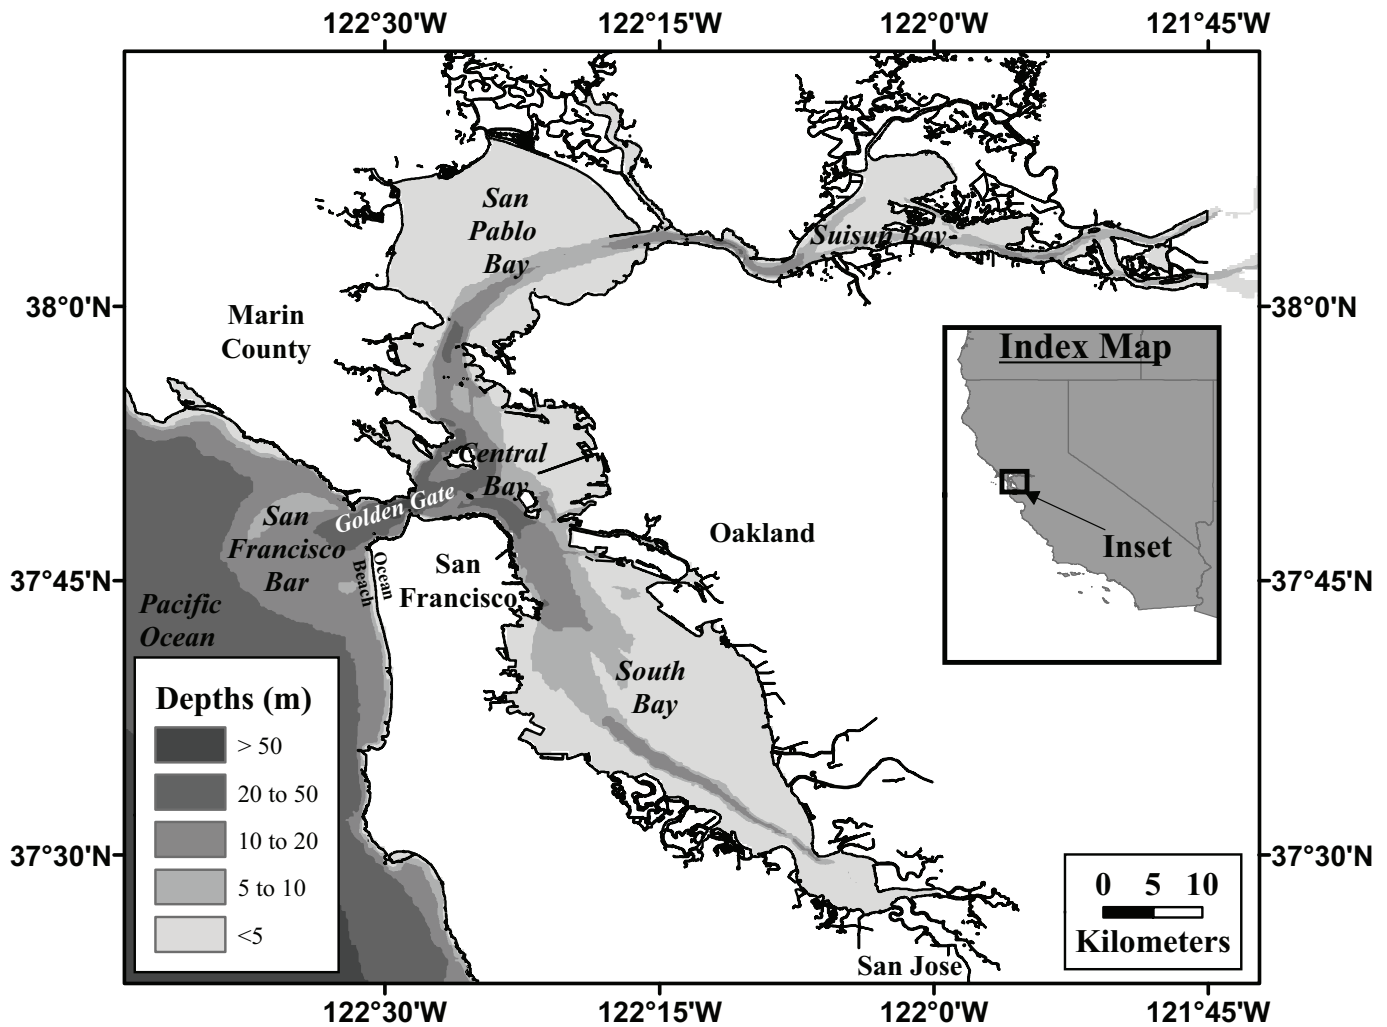 122°30'W
122°15'W
122°0'W
121°45'W
San
Pablo
Bay
Suisun Bay
38°0'N
38°0'N
Marin
County
Index Map
Inset
Central
Bay
Golden Gate
San
Francisco
Bar
Oakland
Ocean
Beach
San
Francisco
37°45'N
37°45'N
Pacific
Ocean
South
Bay
Depths (m)
> 50
20 to 50
10 to 20
5 to 10
<5
37°30'N
37°30'N
0 5 10
Kilometers
San Jose
122°30'W
122°15'W
122°0'W
121°45'W